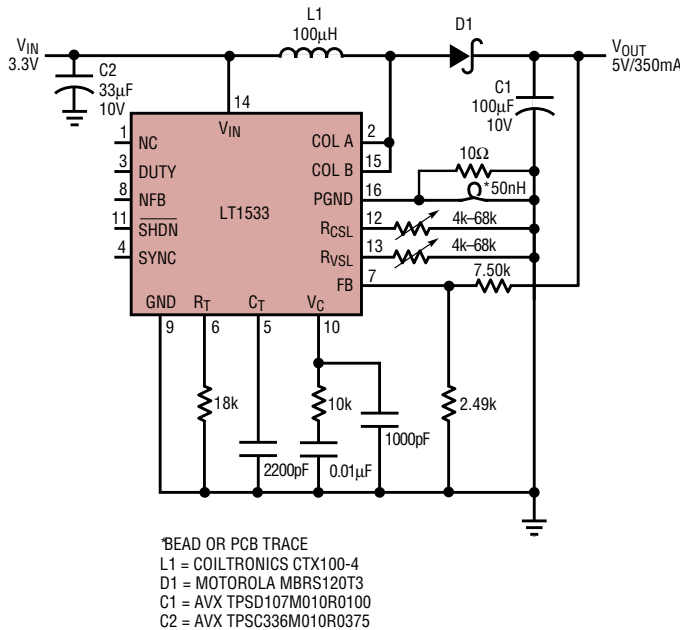 L1
100µH
D1
VIN
3.3V
VOUT
5V/350mA
C2
33µF
10V
C1
100µF
10V
14
VIN
1
NC
2
COL A
10Ω
3
DUTY
15
COL B
8
NFB
16
PGND
*50nH
LT1533
11
SHDN
12
RCSL
4k–68k
4
SYNC
13
RVSL
4k–68k
7
FB
7.50k
GND
RT
CT
VC
9
6
5
10
18k
10k
2.49k
1000pF
2200pF
0.01µF
*BEAD OR PCB TRACE
L1 = COILTRONICS CTX100-4
D1 = MOTOROLA MBRS120T3
C1 = AVX TPSD107M010R0100
C2 = AVX TPSC336M010R0375